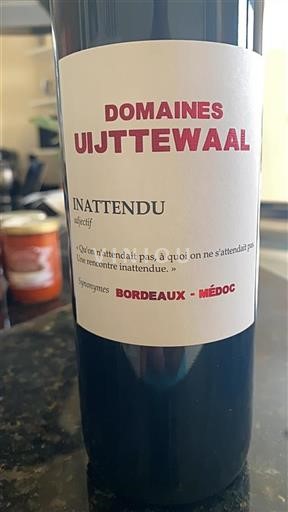 DOMAINES
UIJTTEWAAL
INATTENDU
adjectif
« Qu'on n'attendait pas, à quoi on ne s'attendait pas.
Une rencontre inattendue. »
Synonymes BORDEAUX - MÉDOC